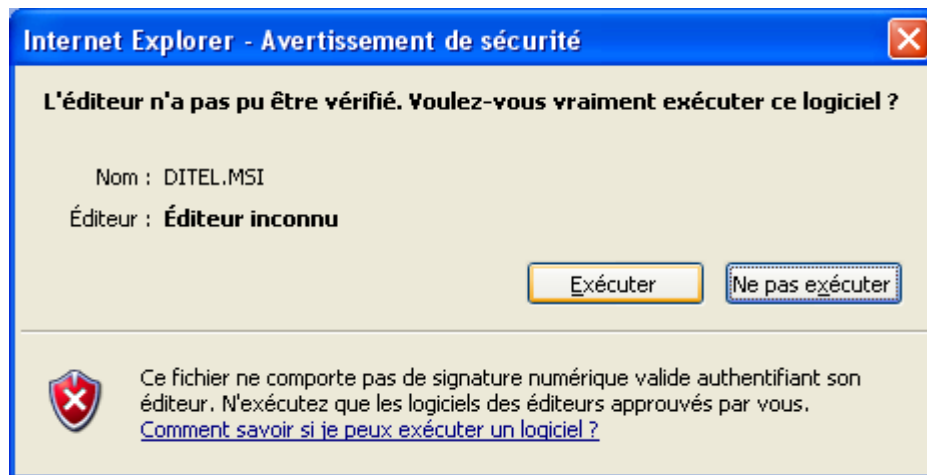 Internet Explorer - Avertissement de sécurité
L'éditeur n'a pas pu être vérifié. Voulez-vous vraiment exécuter ce logiciel ?
Nom : DITEL.MSI
Éditeur : Éditeur inconnu
Exécuter
Ne pas exécuter
Ce fichier ne comporte pas de signature numérique valide authentifiant son
éditeur. N'exécutez que les logiciels des éditeurs approuvés par vous.
Comment savoir si je peux exécuter un logiciel ?